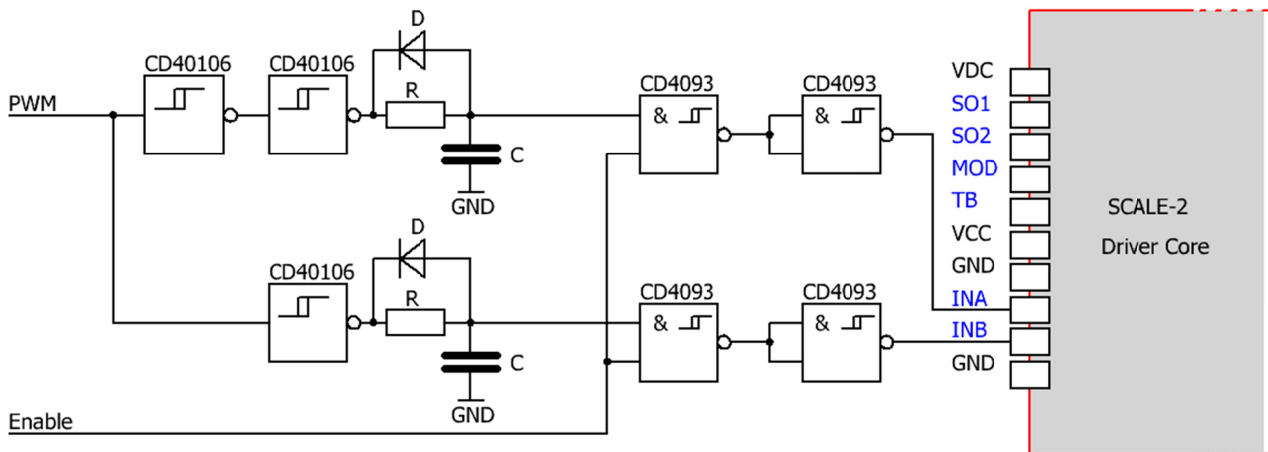 D
CD40106
CD40106
R
PWM
C
GND
CD4093
&
CD4093
&
VDC
SO1
SO2
MOD
TB
VCC
GND
INA
INB
GND
SCALE-2
Driver Core
D
CD40106
R
C
GND
CD4093
&
CD4093
&
Enable